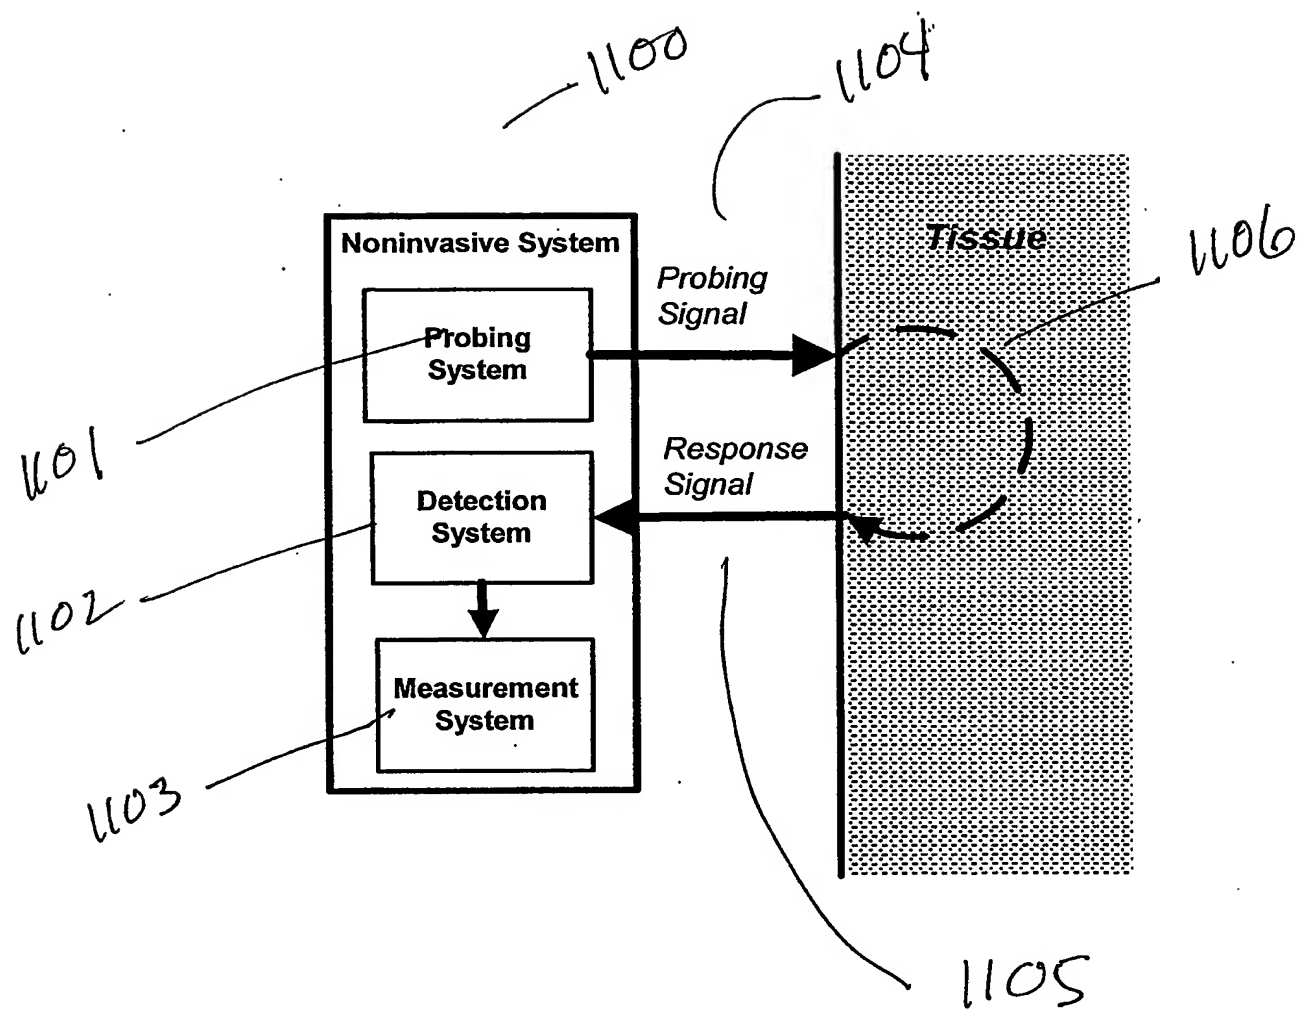 1100
1104
Noninvasive System
Tissue
1106
Probing
Signal
Probing
System
1101
Response
Signal
Detection
System
1102
Measurement
System
1103
1105